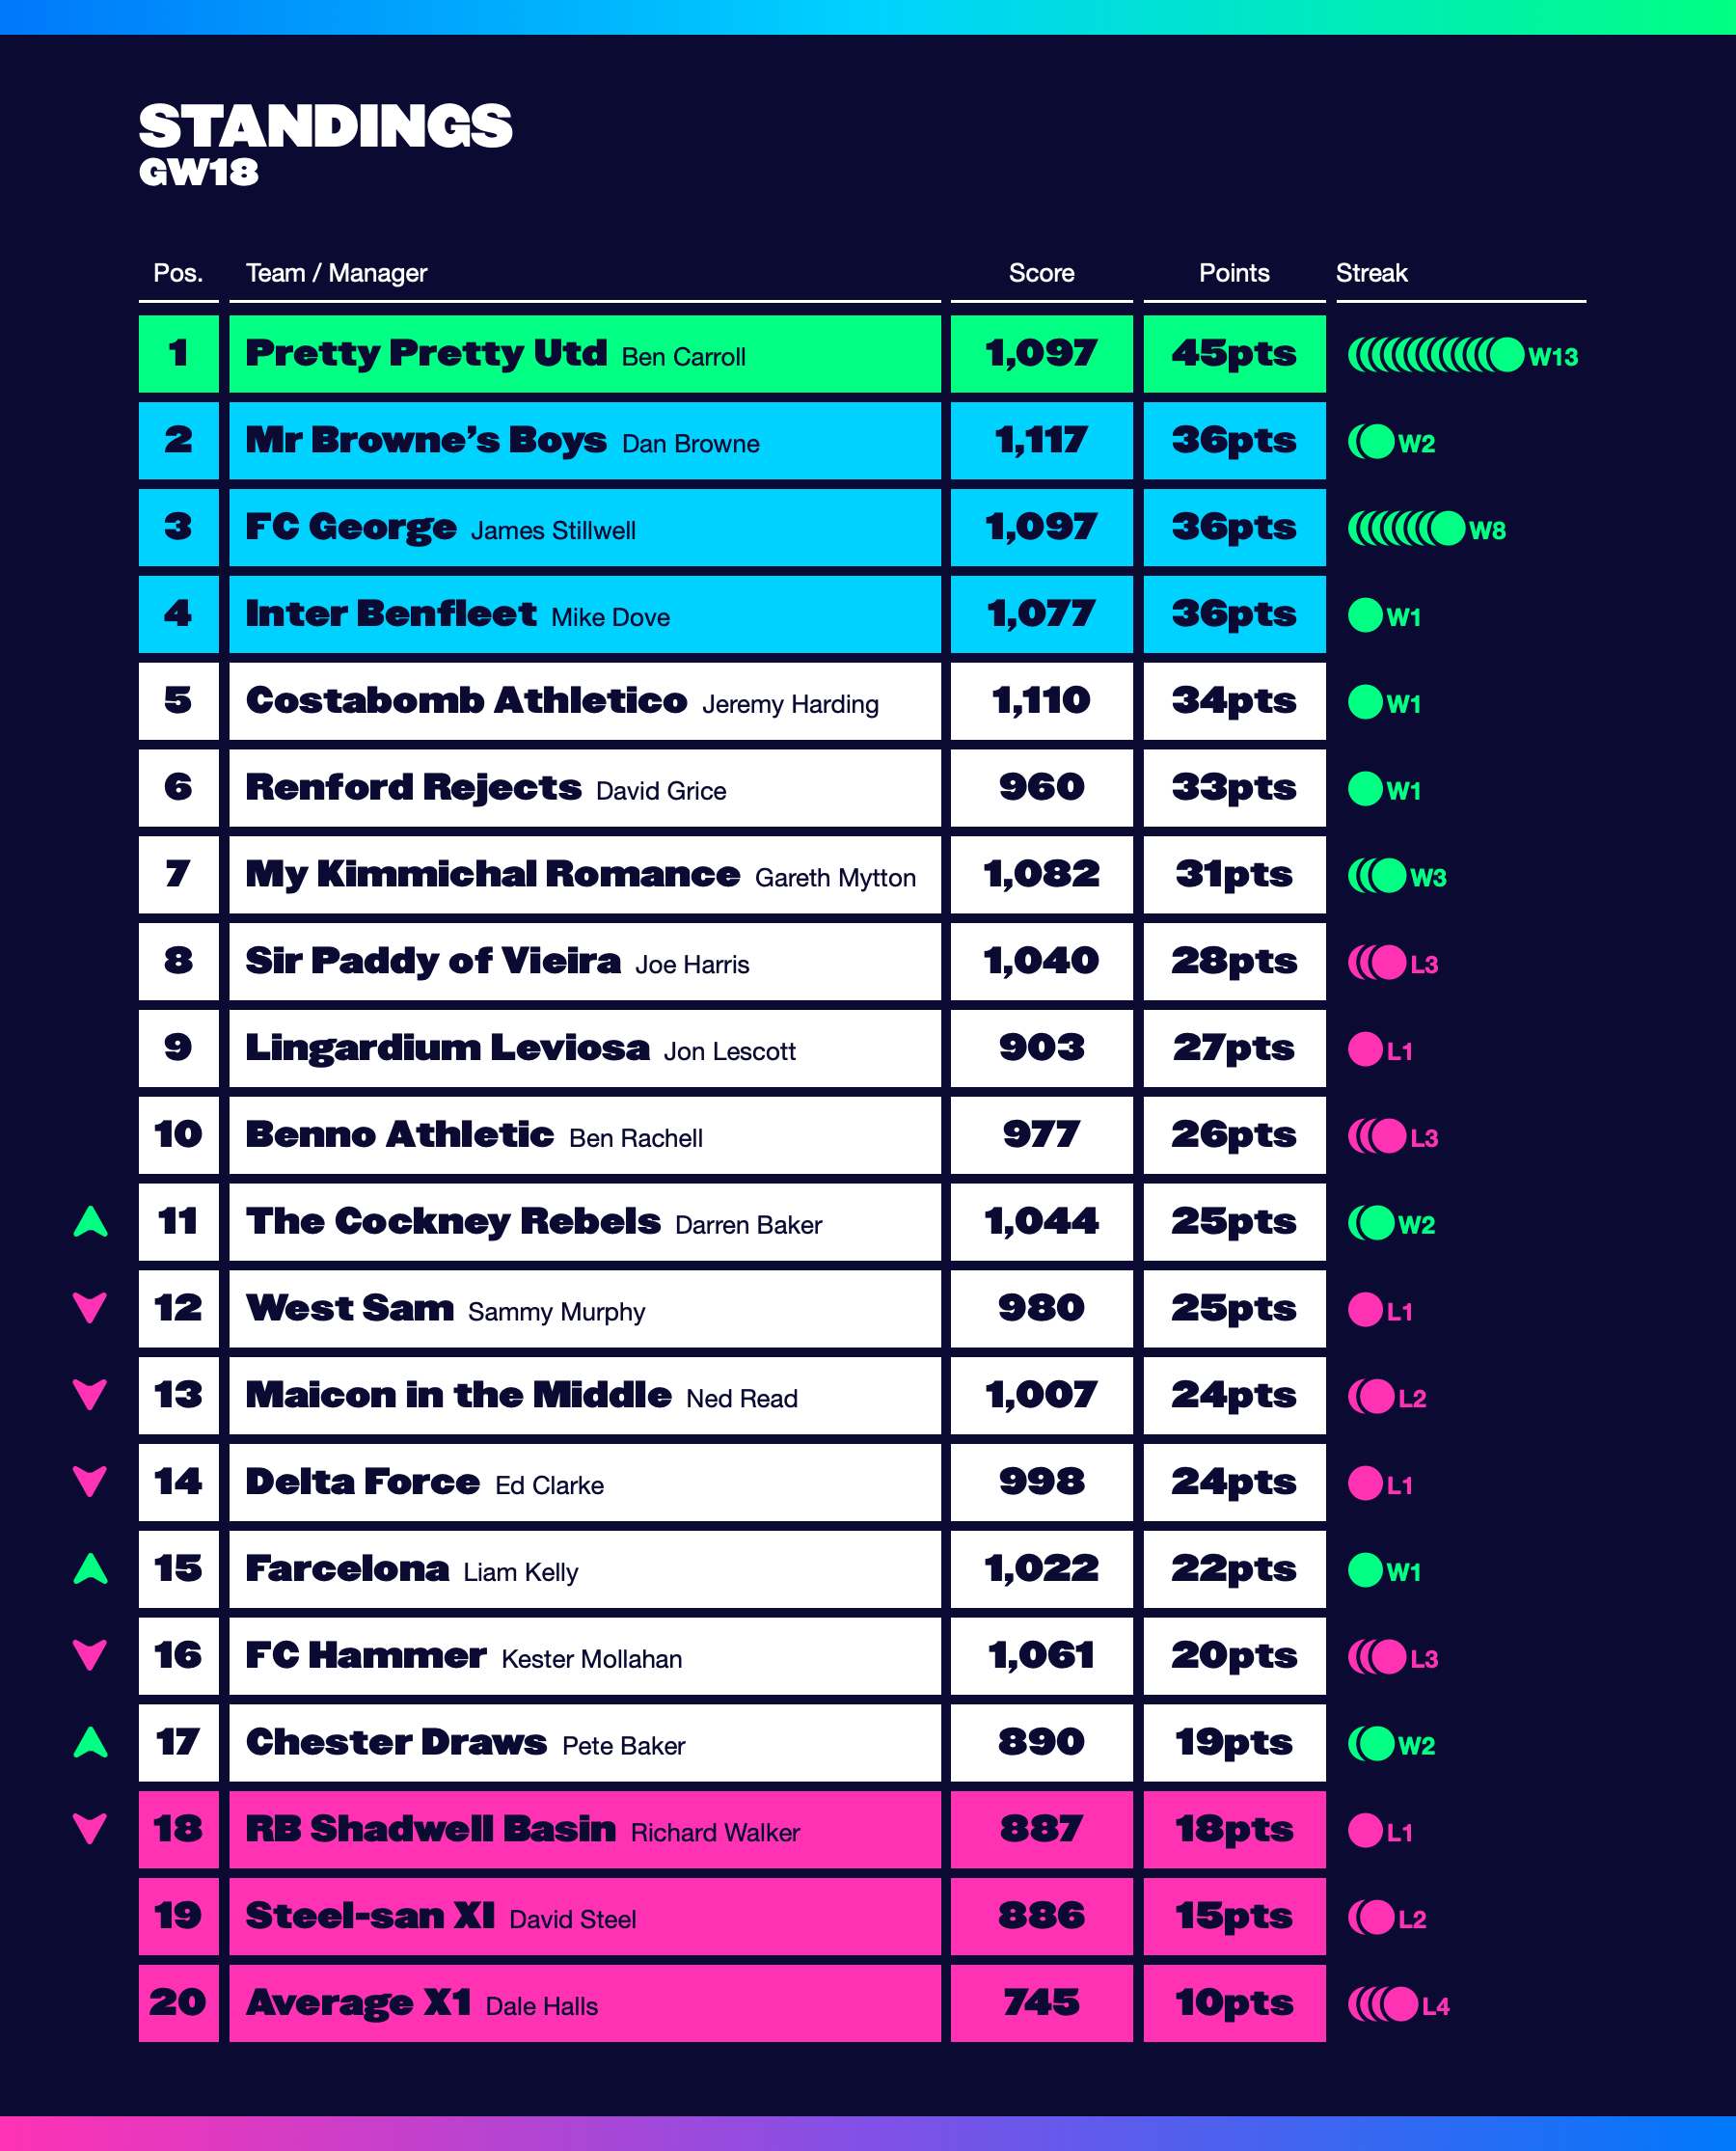 STANDINGS
GW18
Pos. Team / Manager Score Points Streak
1 Pretty Pretty Utd Ben Carroll 1,097 45pts W13
2 Mr Browne’s Boys Dan Browne 1,117 36pts W2
3 FC George James Stillwell 1,097 36pts W8
4 Inter Benfleet Mike Dove 1,077 36pts W1
5 Costabomb Athletico Jeremy Harding 1,110 34pts W1
6 Renford Rejects David Grice 960 33pts W1
7 My Kimmichal Romance Gareth Mytton 1,082 31pts W3
8 Sir Paddy of Vieira Joe Harris 1,040 28pts L3
9 Lingardium Leviosa Jon Lescott 903 27pts L1
10 Benno Athletic Ben Rachell 977 26pts L3
11 The Cockney Rebels Darren Baker 1,044 25pts W2
12 West Sam Sammy Murphy 980 25pts L1
13 Maicon in the Middle Ned Read 1,007 24pts L2
14 Delta Force Ed Clarke 998 24pts L1
15 Farcelona Liam Kelly 1,022 22pts W1
16 FC Hammer Kester Mollahan 1,061 20pts L3
17 Chester Draws Pete Baker 890 19pts W2
18 RB Shadwell Basin Richard Walker 887 18pts L1
19 Steel-san XI David Steel 886 15pts L2
20 Average X1 Dale Halls 745 10pts L4